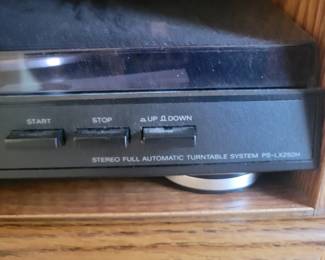 START STOP ⌂ UP ⎍ DOWN
STEREO FULL AUTOMATIC TURNTABLE SYSTEM PS-LX250H